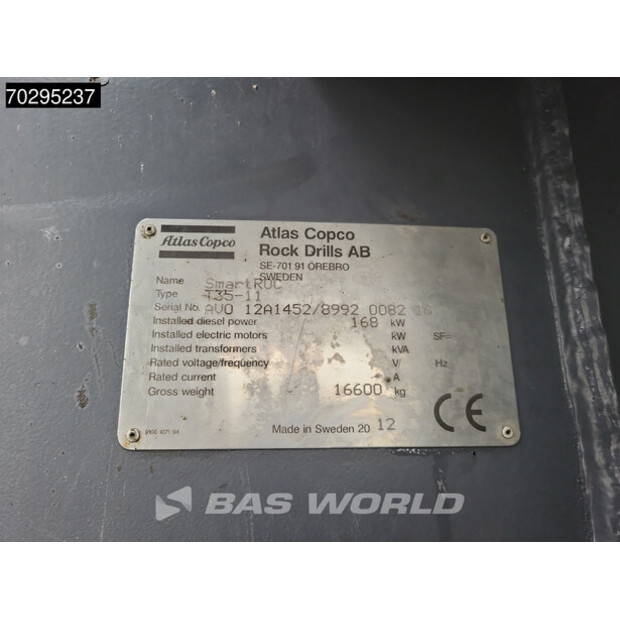 70295237
Atlas Copco
Atlas Copco
Rock Drills AB
SE-701 91 ÖREBRO
SWEDEN
Name SmartROC
Type T35-11
Serial No. AVO 12A1452/8992 0082
Installed diesel power 168 kW
Installed electric motors kW SF=
Installed transformers kVA
Rated voltage/frequency V/ Hz
Rated current A
Gross weight 16600 kg
Made in Sweden 20 12
CE
BAS WORLD